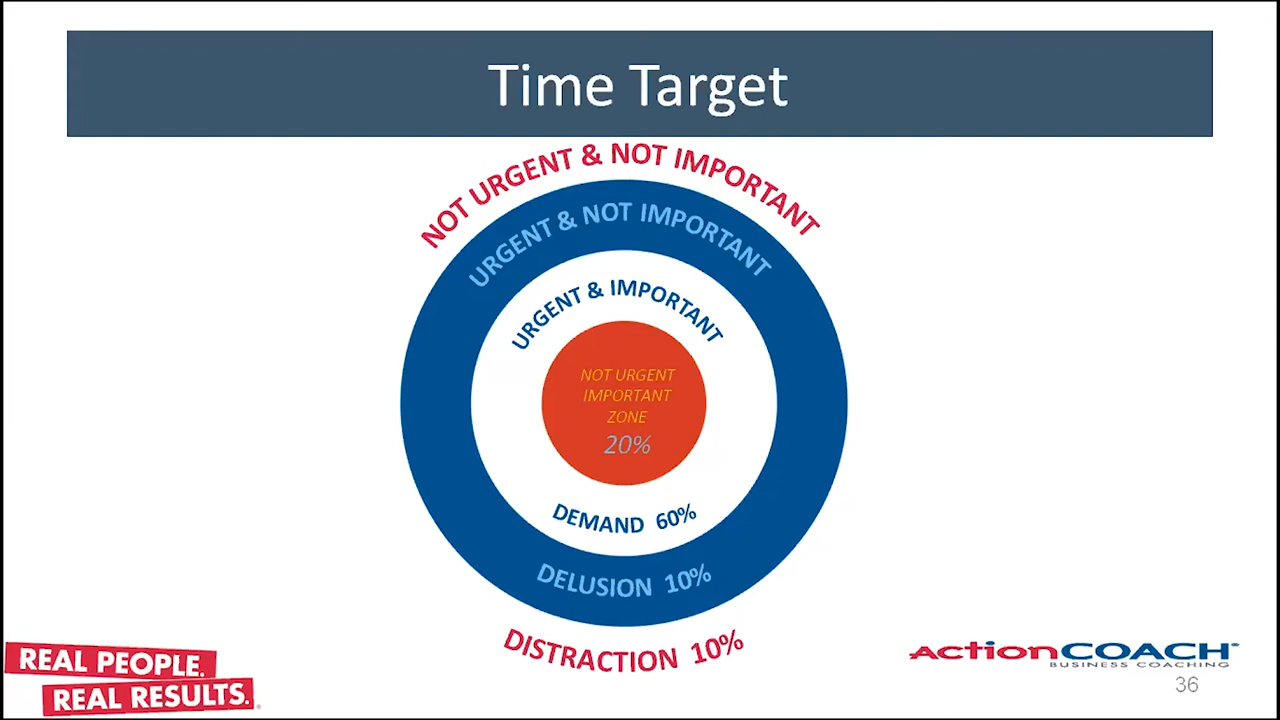 Time Target
NOT URGENT & NOT IMPORTANT
URGENT & NOT IMPORTANT
URGENT & IMPORTANT
NOT URGENT
IMPORTANT
ZONE
20%
DEMAND 60%
DELUSION 10%
DISTRACTION 10%
REAL PEOPLE.
REAL RESULTS.
ActionCOACH
BUSINESS COACHING
36